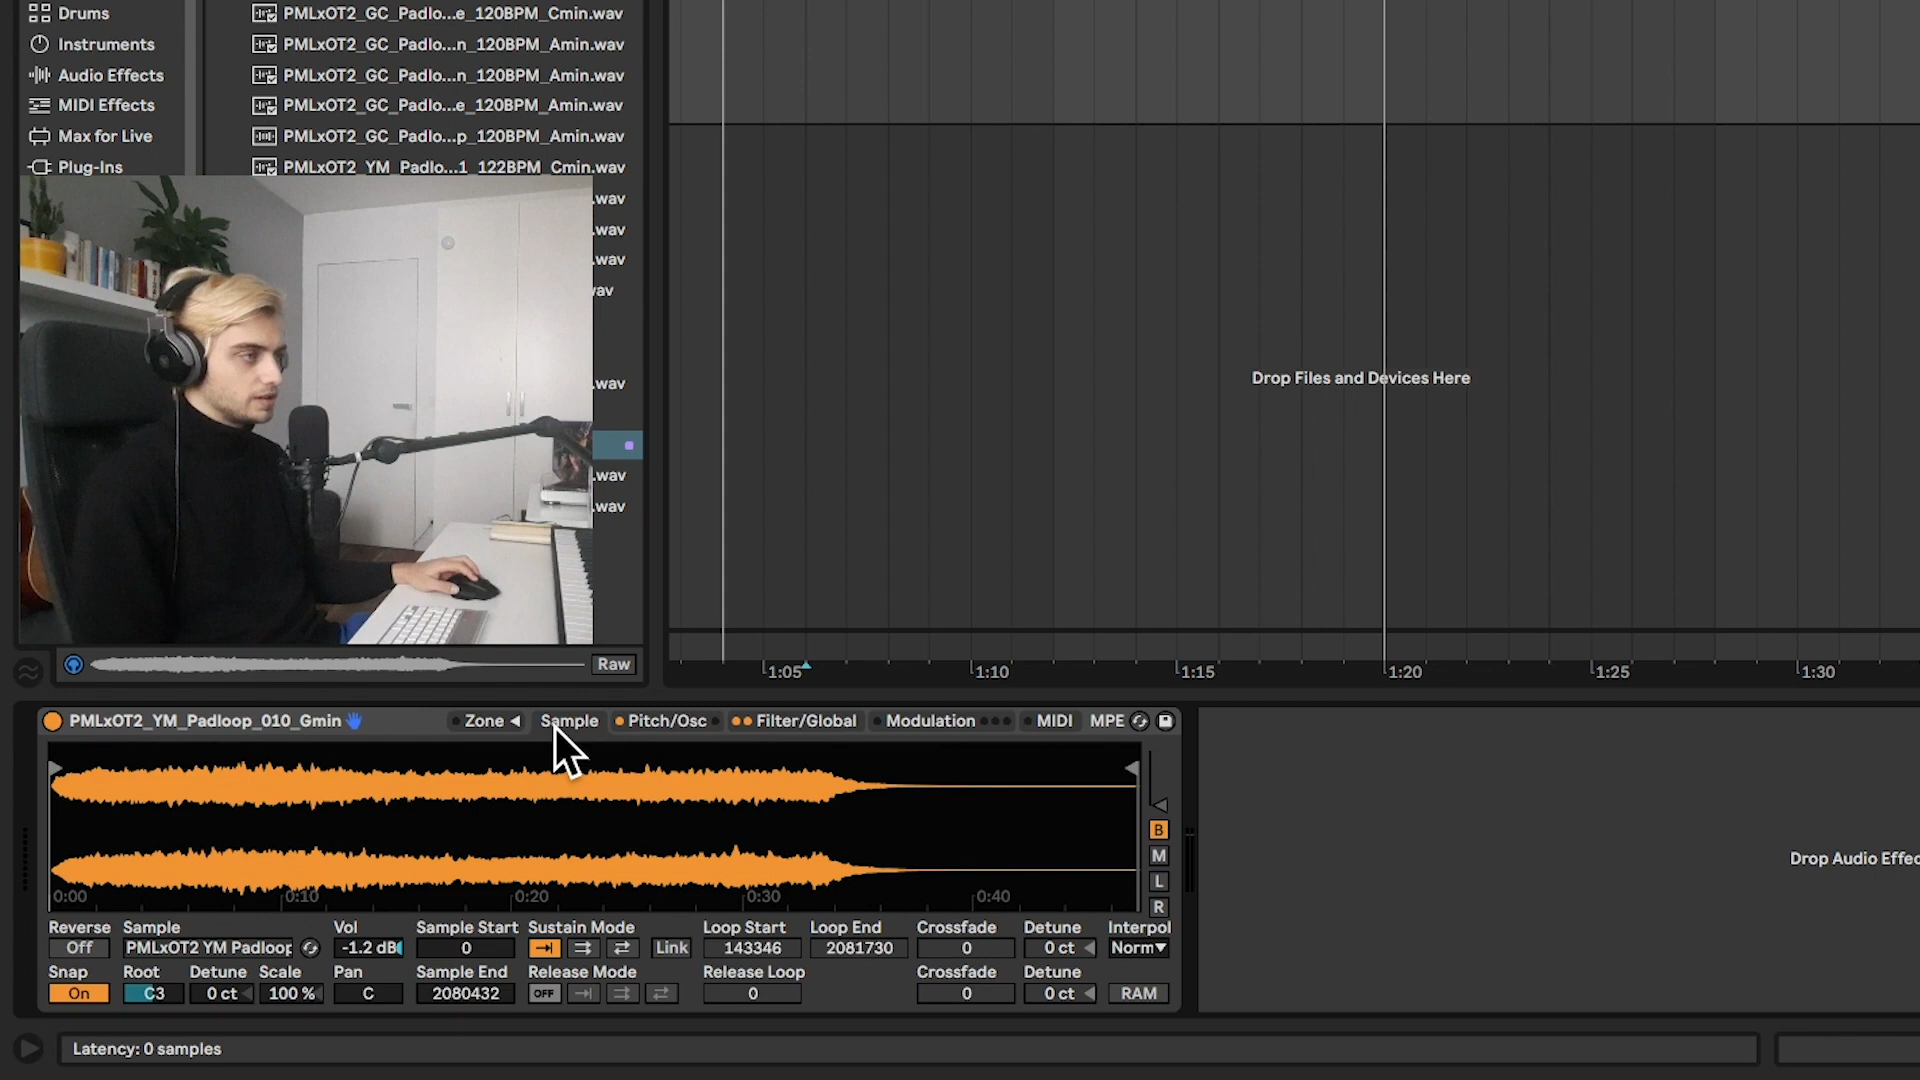 Drums
Instruments
Audio Effects
MIDI Effects
Max for Live
Plug-Ins
PMLxOT2_GC_Padlo...e_120BPM_Cmin.wav
PMLxOT2_GC_Padlo...n_120BPM_Amin.wav
PMLxOT2_GC_Padlo...n_120BPM_Amin.wav
PMLxOT2_GC_Padlo...e_120BPM_Amin.wav
PMLxOT2_GC_Padlo...p_120BPM_Amin.wav
PMLxOT2_YM_Padlo...1_122BPM_Cmin.wav
.wav
.wav
.wav
.wav
.wav
.wav
Raw
Drop Files and Devices Here
1:05 1:10 1:15 1:20 1:25 1:30
PMLxOT2_YM_Padloop_010_Gmin Zone Sample Pitch/Osc Filter/Global Modulation MIDI MPE
B
M
L
R
0:00 0:10 0:20 0:30 0:40
Reverse Sample Vol Sample Start Sustain Mode Loop Start Loop End Crossfade Detune Interpol
Off PMLxOT2 YM Padloop -1.2 dB 0 Link 143346 2081730 0 0 ct Norm
Snap Root Detune Scale Pan Sample End Release Mode Release Loop Crossfade Detune
On C3 0 ct 100 % C 2080432 OFF 0 0 0 ct RAM
Drop Audio Effec
Latency: 0 samples